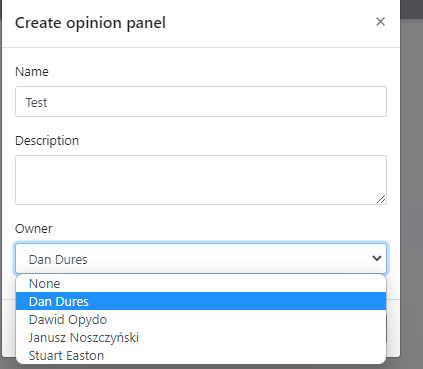 Create opinion panel
×
Name
Test
Description
Owner
Dan Dures
None
Dan Dures
Dawid Opydo
Janusz Noszczyński
Stuart Easton